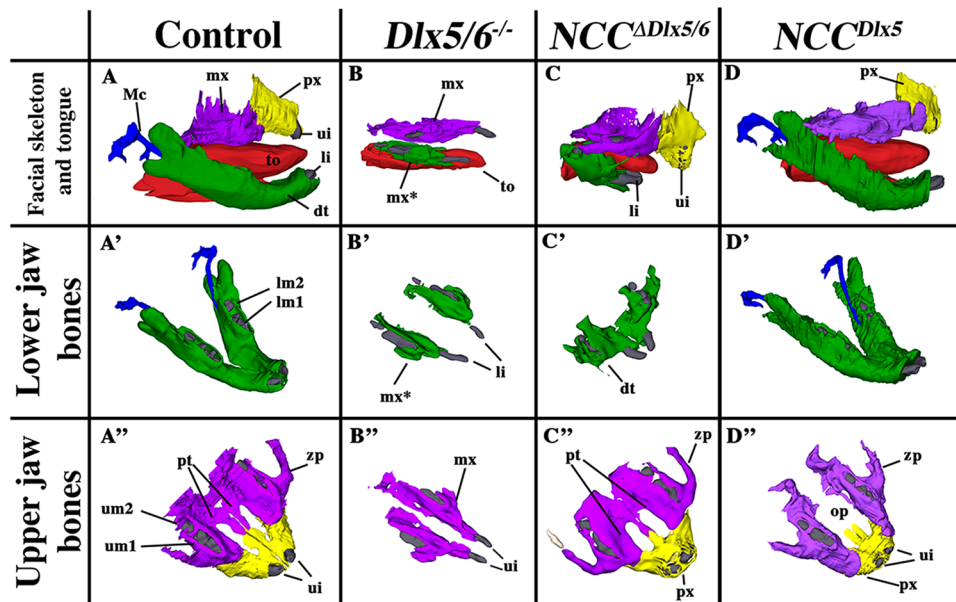 Control
Dlx5/6-/-
NCCΔDlx5/6
NCCDlx5
Facial skeleton
and tongue
A
Mc
mx
px
ui
li
to
dt
B
mx
mx*
to
C
px
li
ui
D
px
Lower jaw
bones
A'
lm2
lm1
B'
li
mx*
C'
dt
D'
Upper jaw
bones
A''
pt
zp
um2
um1
ui
B''
mx
ui
C''
pt
zp
px
D''
zp
op
ui
px